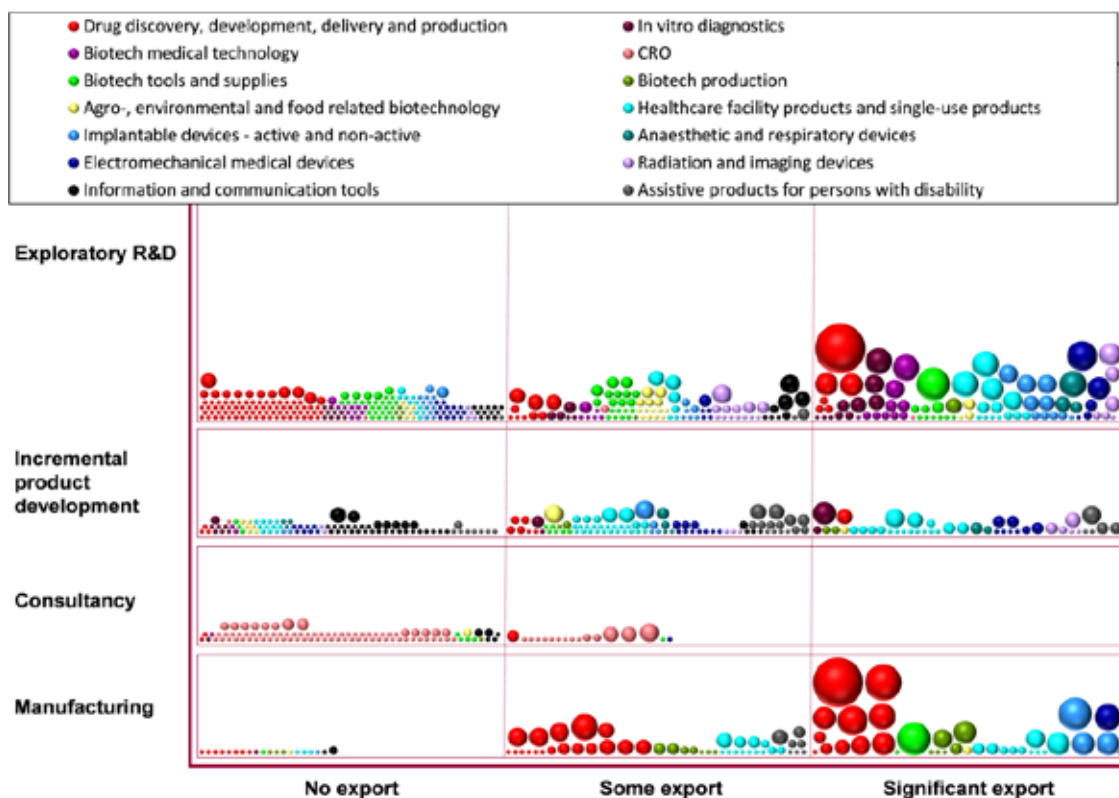 Drug discovery, development, delivery and production
In vitro diagnostics
Biotech medical technology
CRO
Biotech tools and supplies
Biotech production
Agro-, environmental and food related biotechnology
Healthcare facility products and single-use products
Implantable devices - active and non-active
Anaesthetic and respiratory devices
Electromechanical medical devices
Radiation and imaging devices
Information and communication tools
Assistive products for persons with disability
Exploratory R&D
Incremental
product
development
Consultancy
Manufacturing
No export
Some export
Significant export